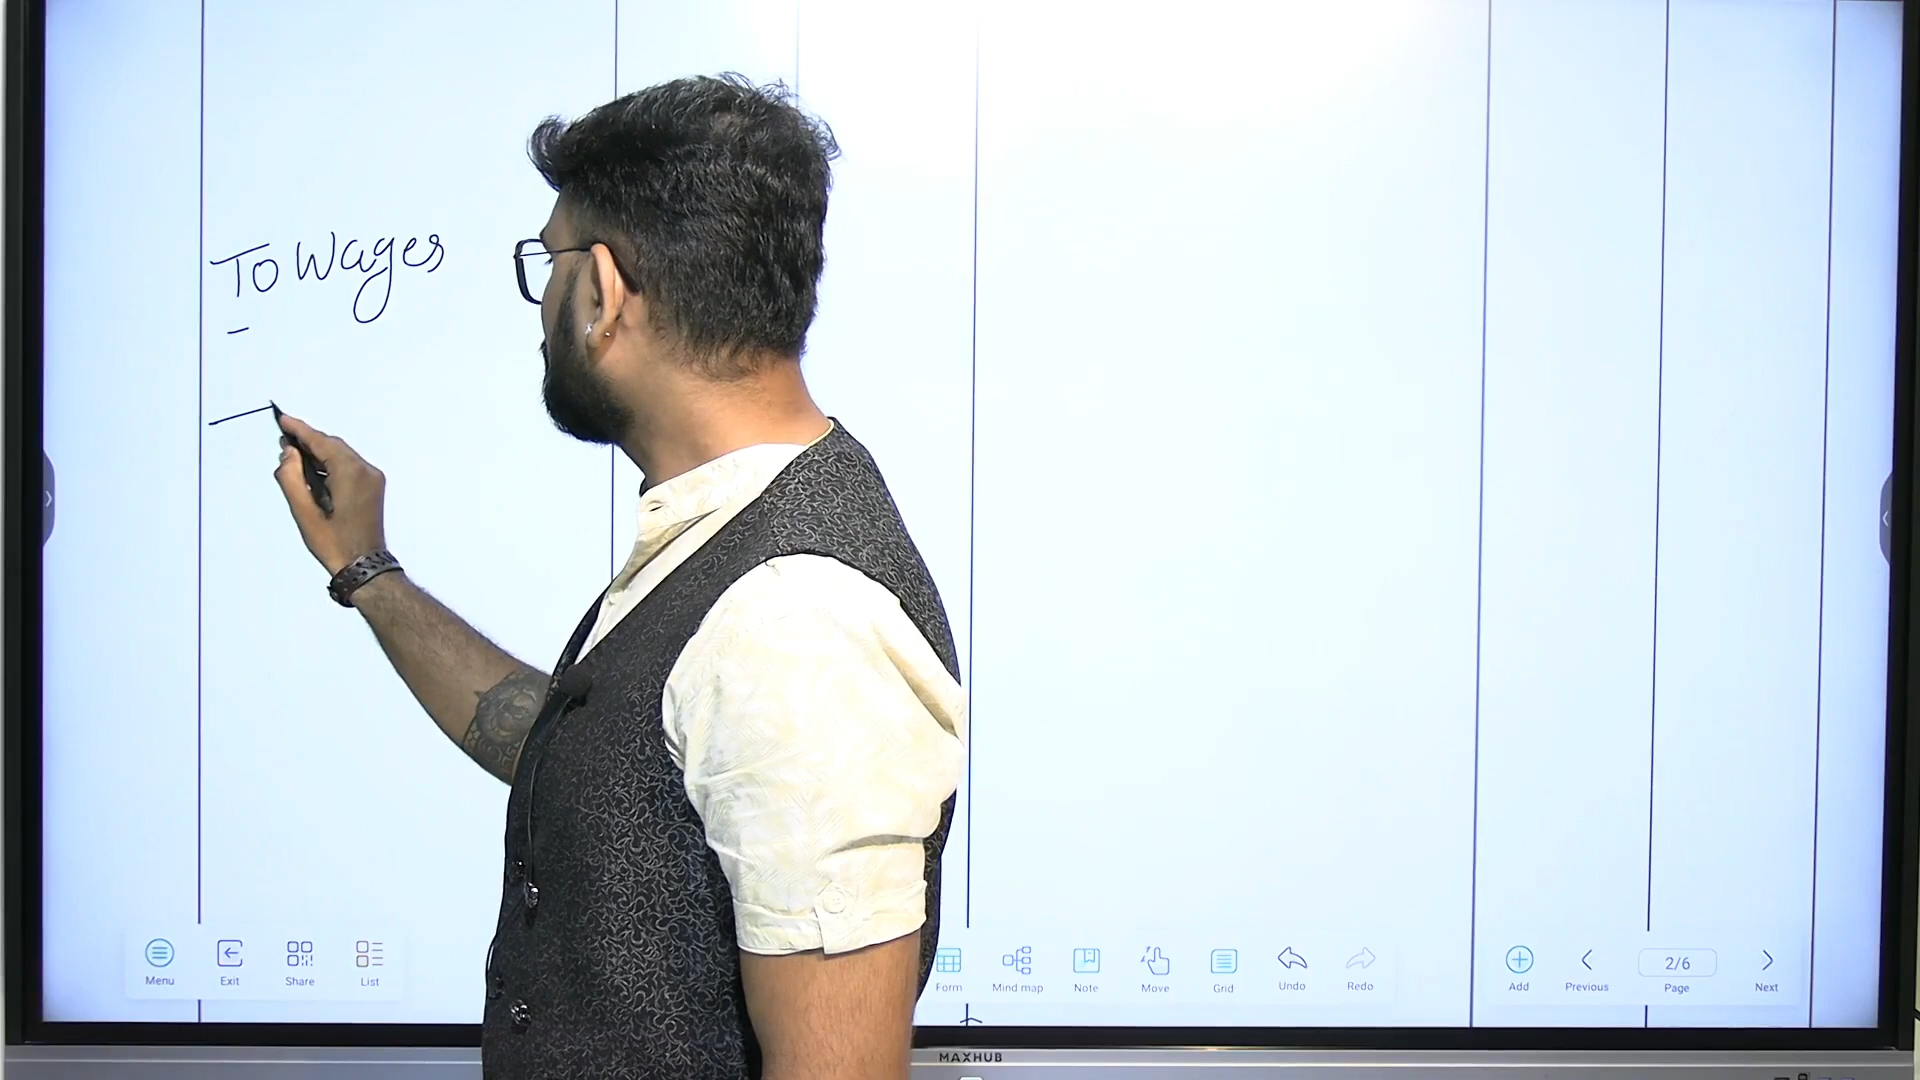 To Wages
Menu
Exit
Share
List
Form
Mind map
Note
Move
Grid
Undo
Redo
Add
Previous
2/6
Page
Next
MAXHUB